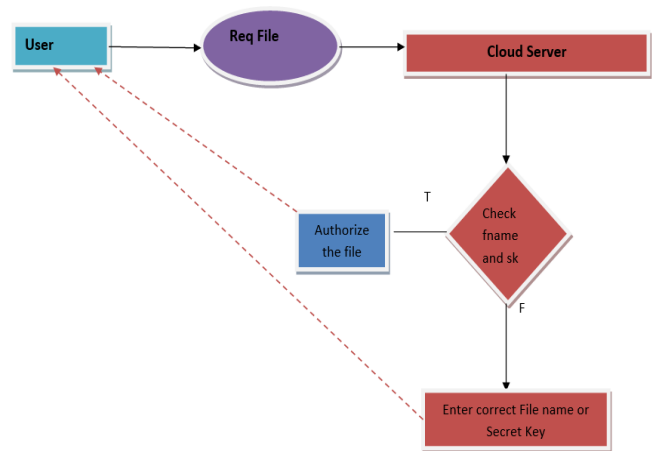 User
Req File
Cloud Server
T
Check
fname
and sk
Authorize
the file
F
Enter correct File name or
Secret Key